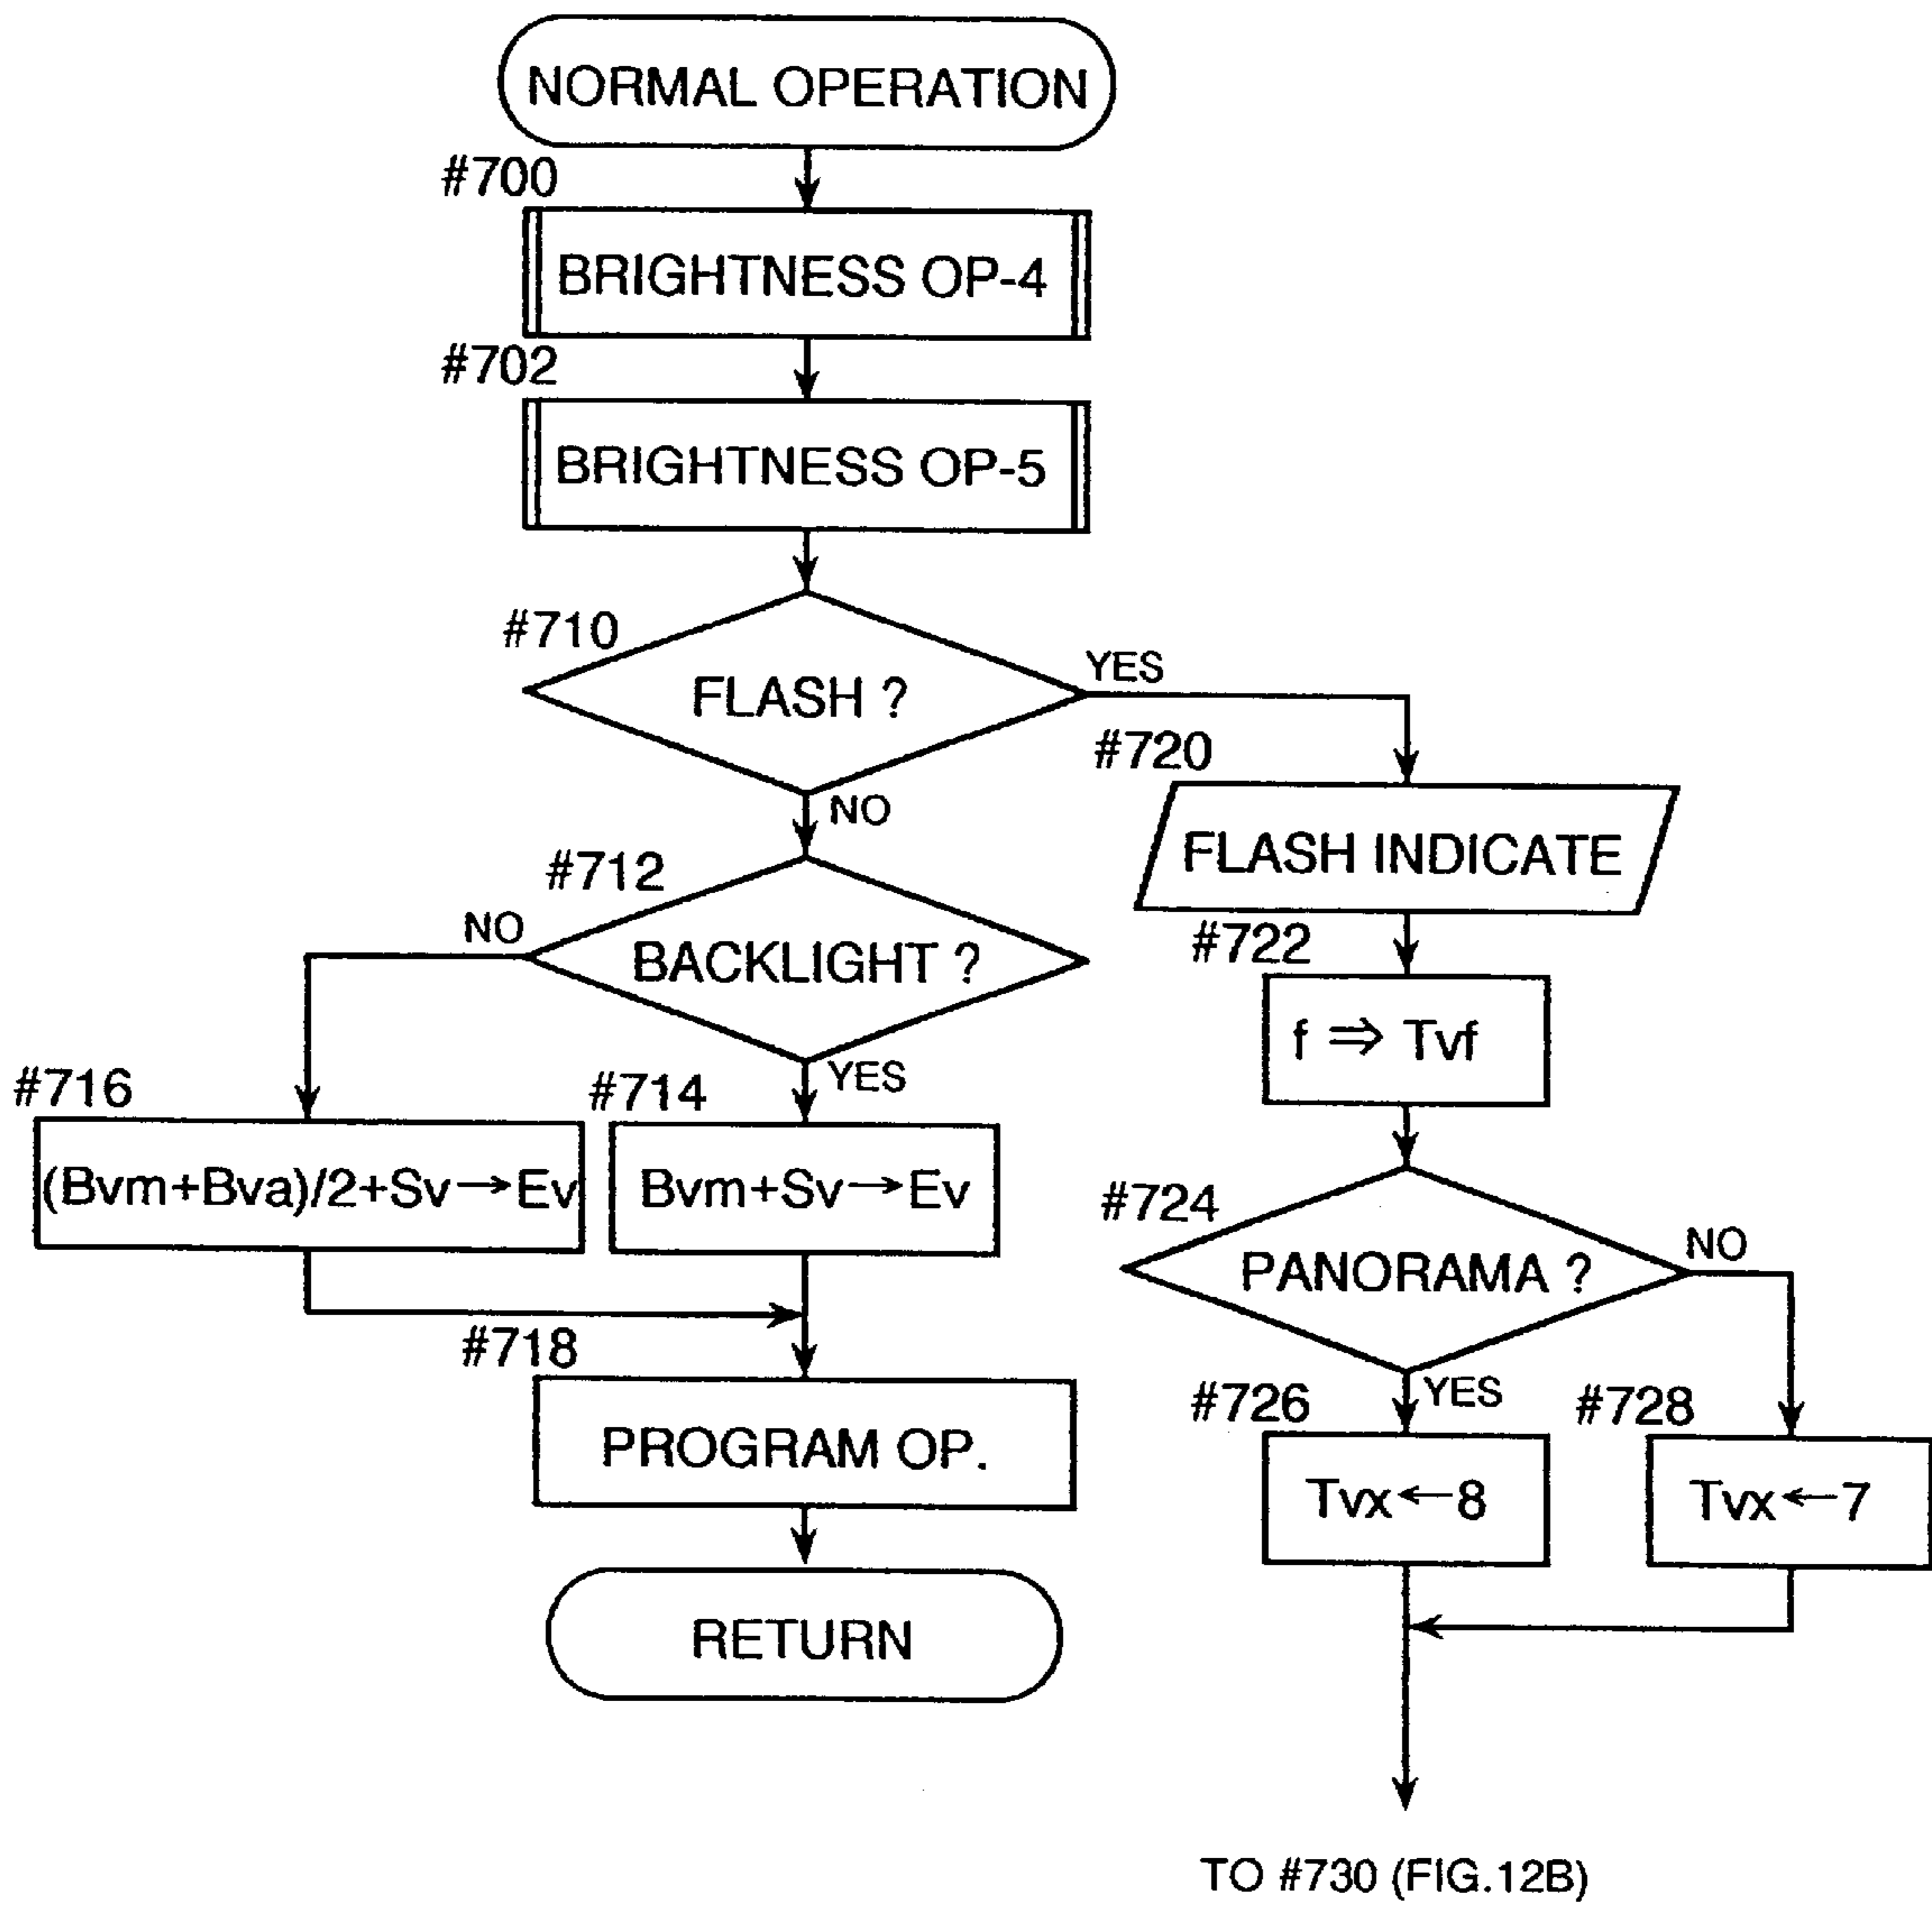 NORMAL OPERATION
#700
BRIGHTNESS OP-4
#702
BRIGHTNESS OP-5
#710
FLASH ?
YES
NO
#712
BACKLIGHT ?
NO
YES
#716
(Bvm+Bva)/2+Sv→Ev
#714
Bvm+Sv→Ev
#718
PROGRAM OP.
RETURN
#720
FLASH INDICATE
#722
f ⇒ Tvf
#724
PANORAMA ?
NO
YES
#726
Tvx←8
#728
Tvx←7
TO #730 (FIG.12B)